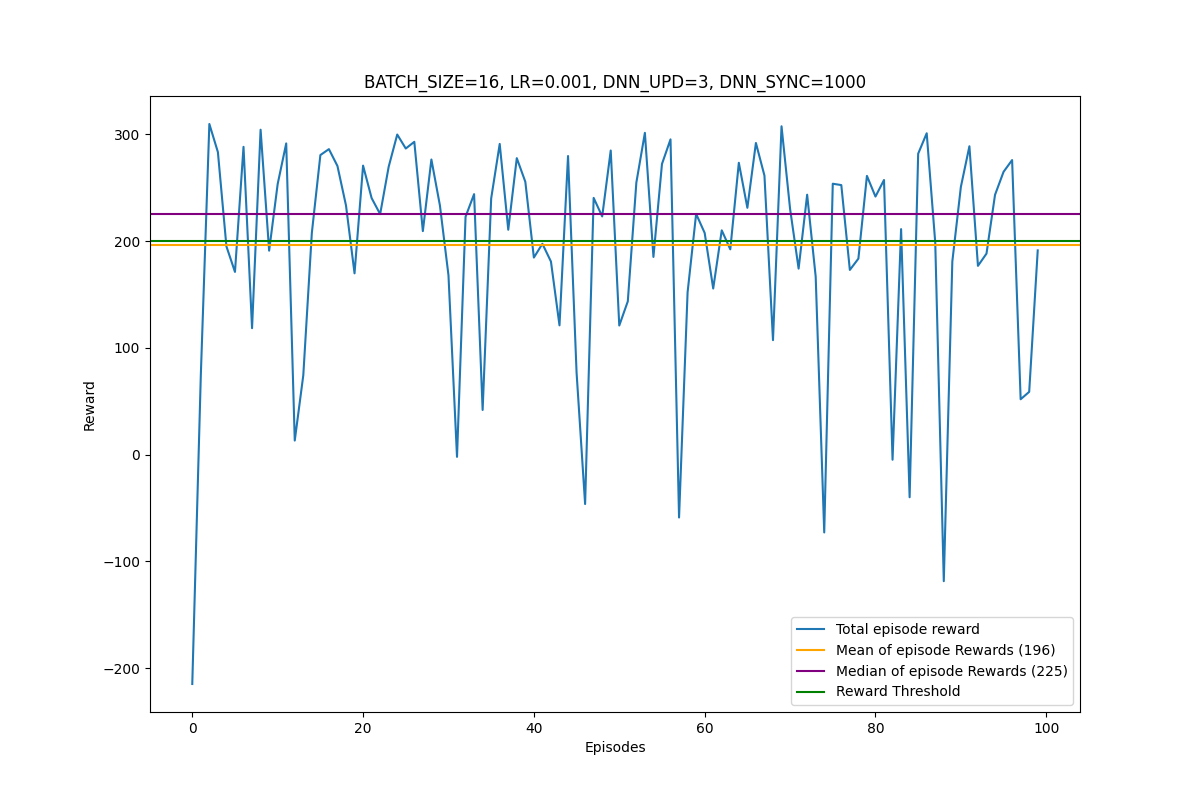 BATCH_SIZE=16, LR=0.001, DNN_UPD=3, DNN_SYNC=1000
300
200
100
0
−100
−200
Reward
0 20 40 60 80 100
Episodes
Total episode reward
Mean of episode Rewards (196)
Median of episode Rewards (225)
Reward Threshold